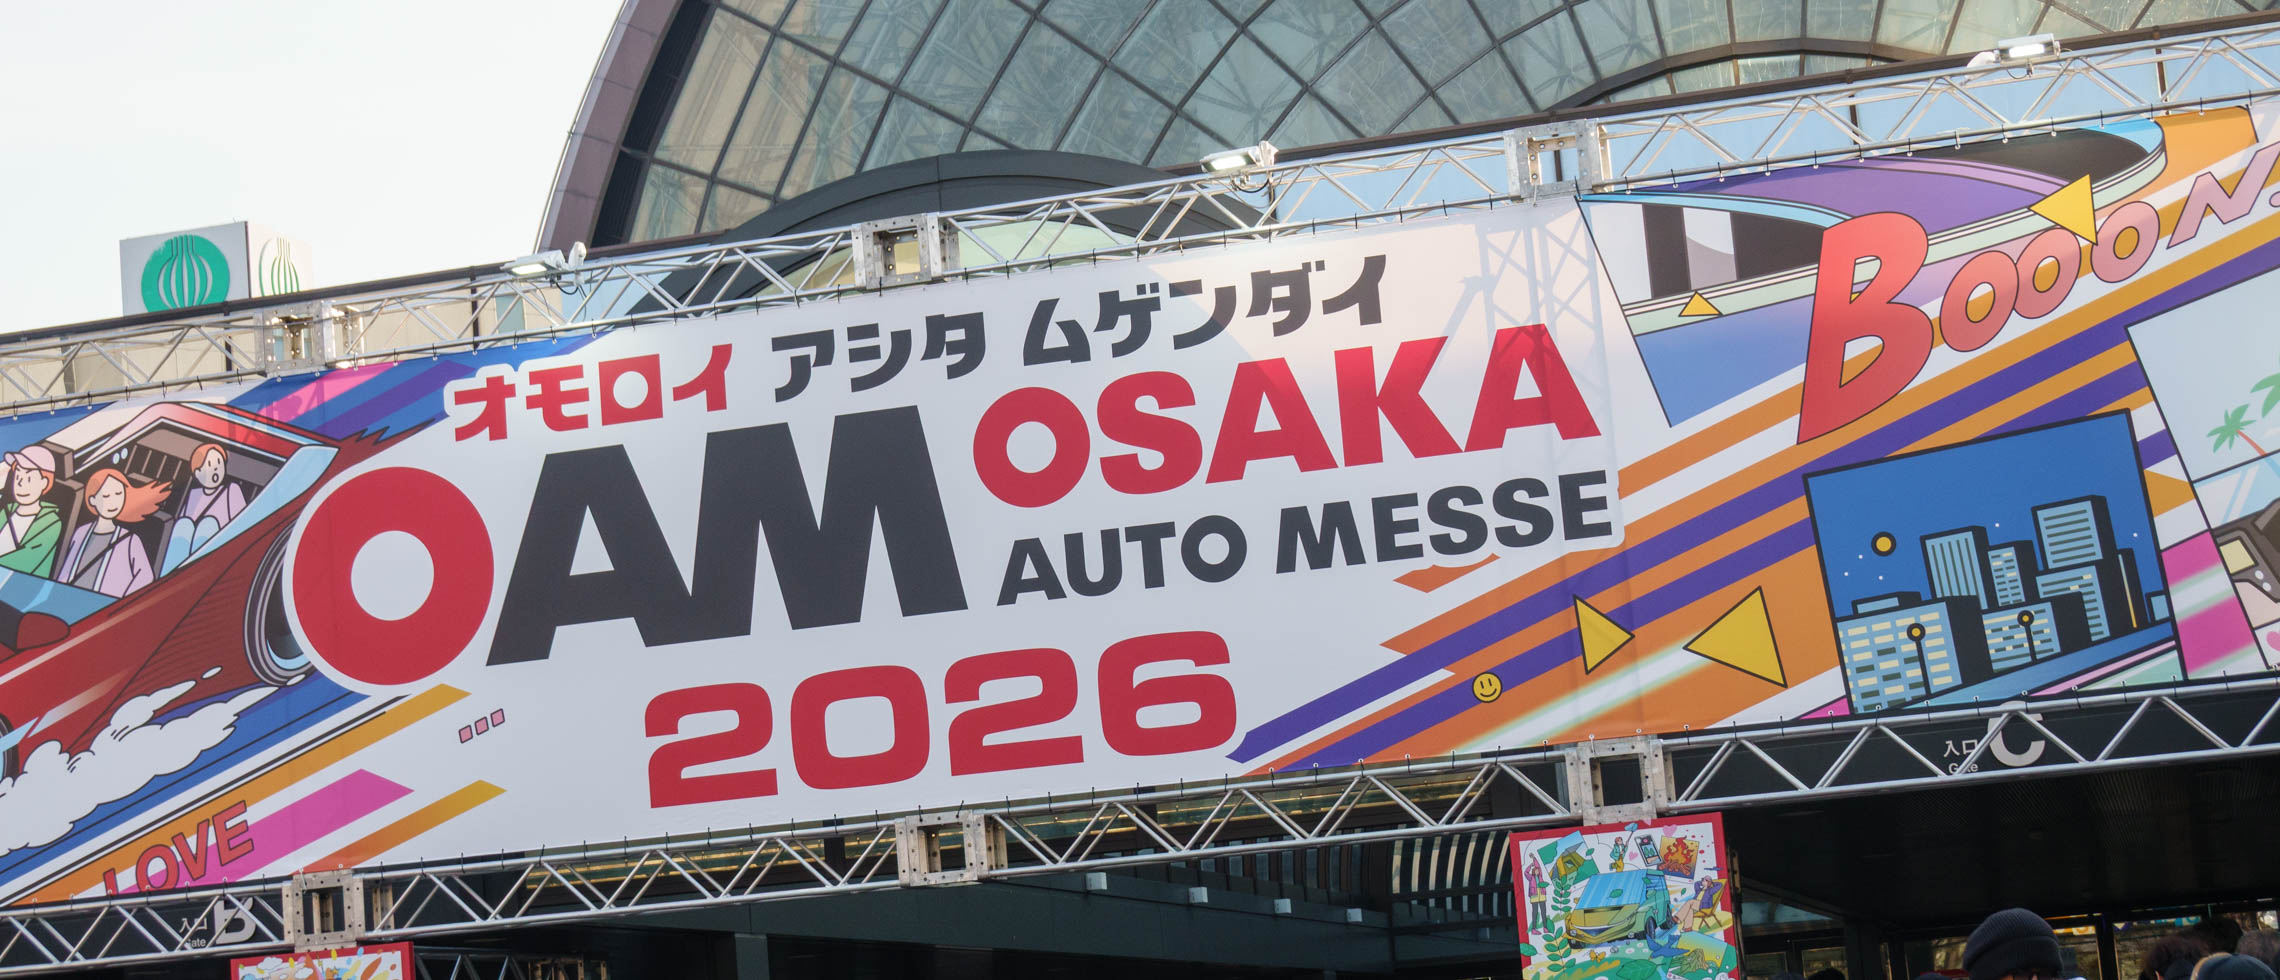 オモロイ アシタ ムゲンダイ
OAM OSAKA
AUTO MESSE
2026
BOOON
LOVE
入口 C
Gate
入口 B
Gate